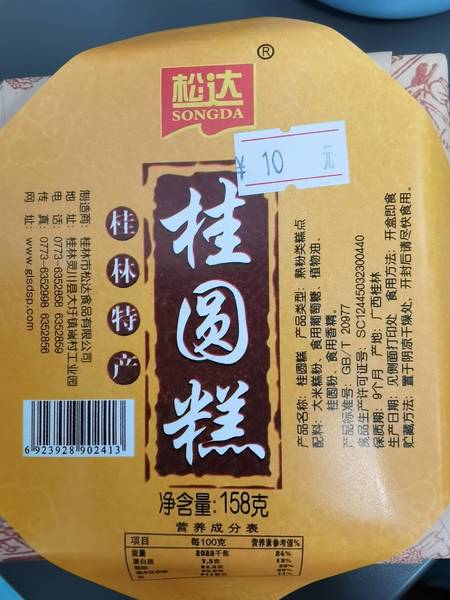 ®
松达
SONGDA
¥ 10 元
桂林特产
桂圆糕
制造商：桂林市松达食品有限公司
地 址：桂林灵川县大圩镇嵅村工业园
电 话：0773-6352856 6352859
传 真：0773-6362996 6352856
网 址：www.glsdsp.com
6 923928 902413
产品名称：桂圆糕 产品类型：熟粉类糕点
配料：大米糕粉、食用葡萄糖、植物油、
桂圆粉、食用香精。
产品标准号：GB/T 20977
食品生产许可证号：SC12445032300440
保质期：9个月 产地：广西桂林
生产日期：见侧面打印处 食用方法：开盒即食
贮藏方法：置于阴凉干燥处，开封后请尽快食用。
净含量：158克
营养成分表
项目 每100克 营养素参考值%
能量 2028千焦 24%
蛋白质 7.5克 13%